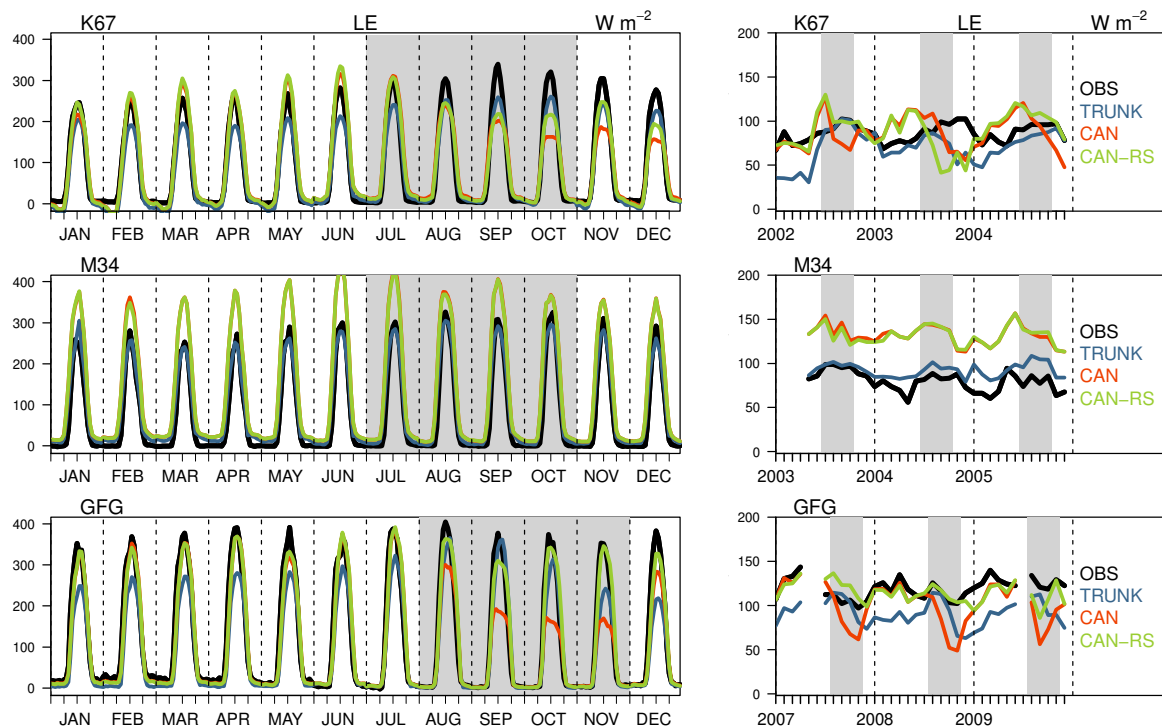 K67 LE W m−2
400
300
200
100
0
JAN FEB MAR APR MAY JUN JUL AUG SEP OCT NOV DEC
K67 LE W m−2
200
150
100
50
0
2002 2003 2004
OBS
TRUNK
CAN
CAN−RS
M34
400
300
200
100
0
JAN FEB MAR APR MAY JUN JUL AUG SEP OCT NOV DEC
M34
200
150
100
50
0
2003 2004 2005
OBS
TRUNK
CAN
CAN−RS
GFG
400
300
200
100
0
JAN FEB MAR APR MAY JUN JUL AUG SEP OCT NOV DEC
GFG
200
150
100
50
0
2007 2008 2009
OBS
TRUNK
CAN
CAN−RS